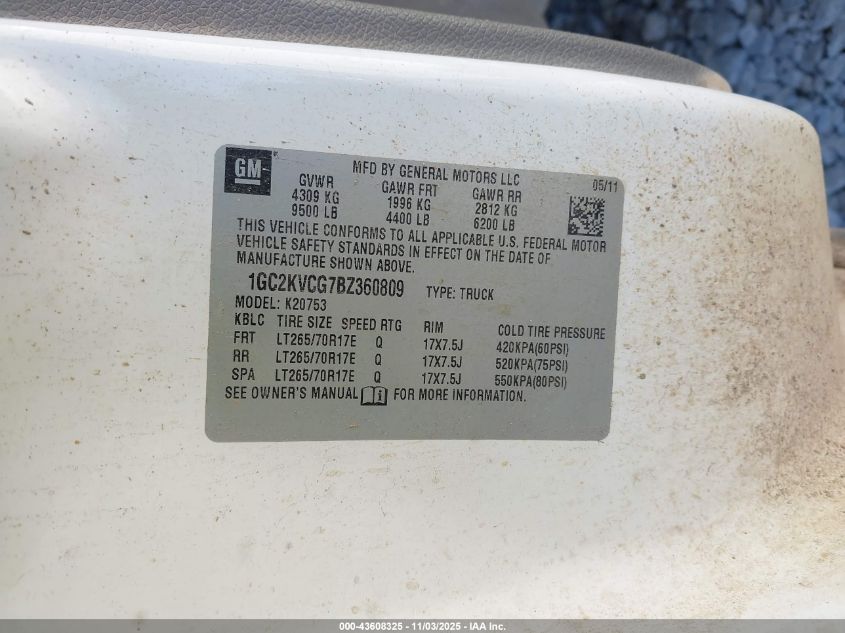 GM
MFD BY GENERAL MOTORS LLC 05/11
GVWR GAWR FRT GAWR RR
4309 KG 1996 KG 2812 KG
9500 LB 4400 LB 6200 LB
THIS VEHICLE CONFORMS TO ALL APPLICABLE U.S. FEDERAL MOTOR
VEHICLE SAFETY STANDARDS IN EFFECT ON THE DATE OF
MANUFACTURE SHOWN ABOVE.
1GC2KVCG7BZ360809 TYPE: TRUCK
MODEL: K20753
KBLC TIRE SIZE SPEED RTG RIM COLD TIRE PRESSURE
FRT LT265/70R17E Q 17X7.5J 420KPA(60PSI)
RR LT265/70R17E Q 17X7.5J 520KPA(75PSI)
SPA LT265/70R17E Q 17X7.5J 550KPA(80PSI)
SEE OWNER'S MANUAL FOR MORE INFORMATION.
000-43608325 - 11/03/2025 - IAA Inc.